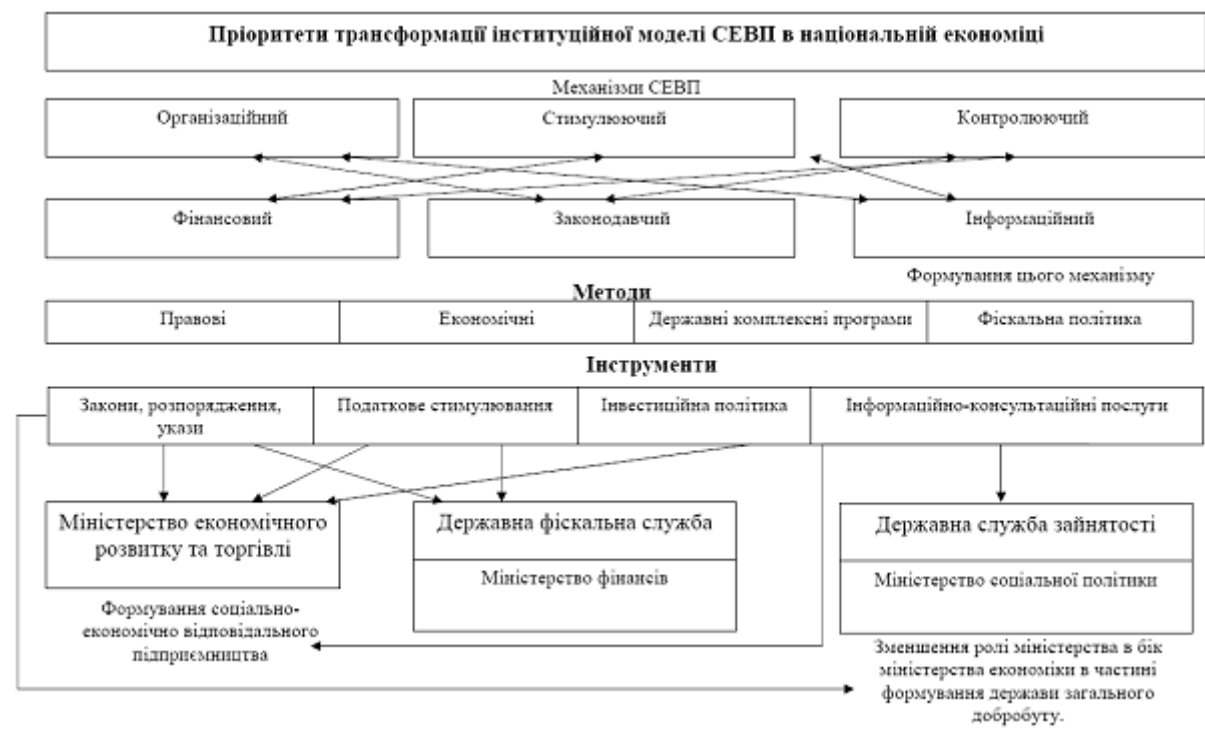 Пріоритети трансформації інституційної моделі СЕВП в національній економіці
Механізми СЕВП
Організаційний
Стимулюючий
Контролюючий
Фінансовий
Законодавчий
Інформаційний
Формування цього механізму
Методи
Правові
Економічні
Державні комплексні програми
Фіскальна політика
Інструменти
Закони, розпорядження,
укази
Податкове стимулювання
Інвестиційна політика
Інформаційно-консультаційні послуги
Міністерство економічного
розвитку та торгівлі
Державна фіскальна служба
Міністерство фінансів
Державна служба зайнятості
Міністерство соціальної політики
Формування соціально-
економічно відповідального
підприємництва
Зменшення ролі міністерства в бік
міністерства економіки в частині
формування держави загального
добробуту.